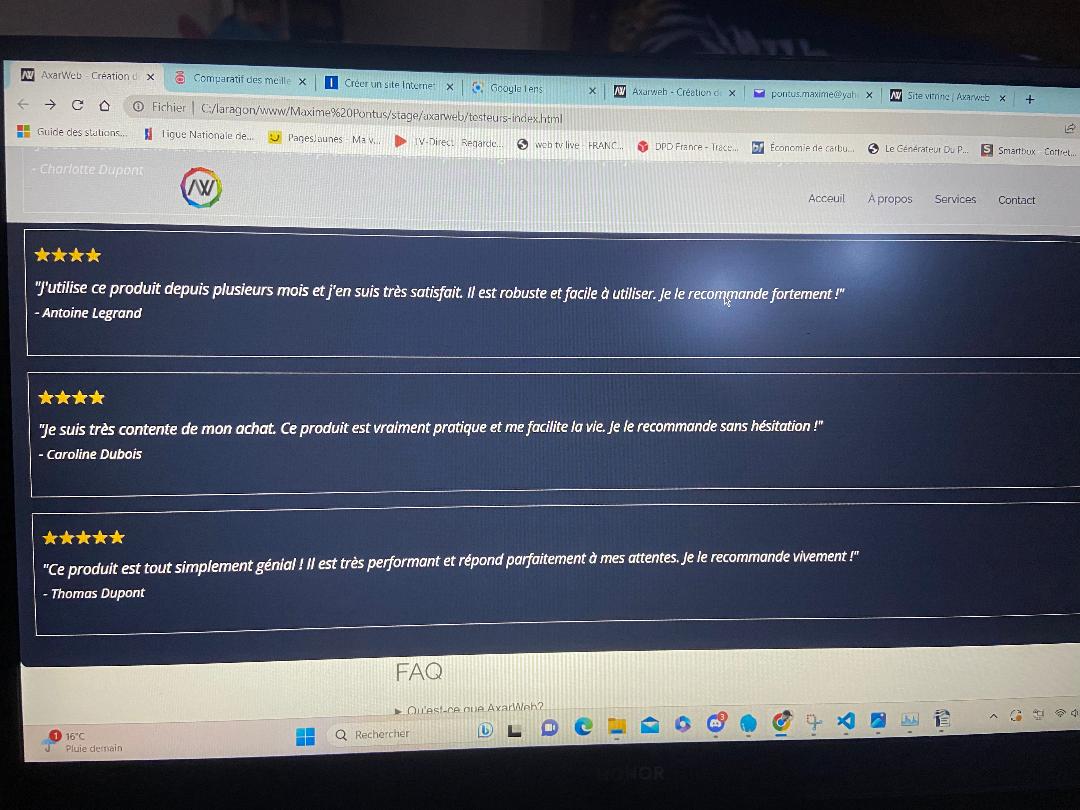 AxarWeb - Création d
Comparatif des meille
Créer un site Internet
Google Lens
Axarweb - Création de
pontus.maxime@yah
Site vitrine | Axarweb
Fichier | C:/laragon/www/Maxime%20Pontus/stage/axarweb/testeurs-index.html
Guide des stations...
Ligue Nationale de...
PagesJaunes - Ma v...
TV-Direct: Regarde...
web tv live - FRANC...
DPD France - Trace...
Économie de carbu...
Le Générateur Du P...
Smartbox - Coffret...
- Charlotte Dupont
AW
Acceuil
À propos
Services
Contact
"J'utilise ce produit depuis plusieurs mois et j'en suis très satisfait. Il est robuste et facile à utiliser. Je le recommande fortement !"
- Antoine Legrand
"Je suis très contente de mon achat. Ce produit est vraiment pratique et me facilite la vie. Je le recommande sans hésitation !"
- Caroline Dubois
"Ce produit est tout simplement génial ! Il est très performant et répond parfaitement à mes attentes. Je le recommande vivement !"
- Thomas Dupont
FAQ
Qu'est-ce que AxarWeb?
1
16°C
Pluie demain
Rechercher
3
HONOR